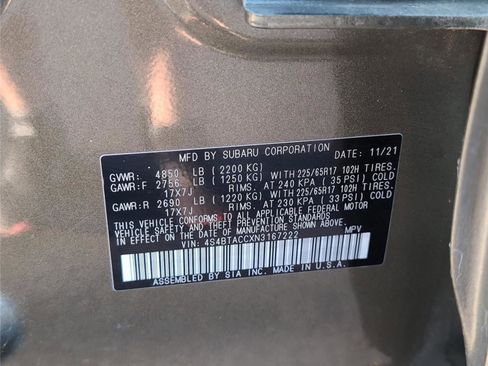 MFD BY SUBARU CORPORATION DATE: 11/21
GVWR: 4850 LB (2200 KG)
GAWR:F 2756 LB (1250 KG) WITH 225/65R17 102H TIRES.
17X7J RIMS. AT 240 KPA (35 PSI) COLD
GAWR:R 2690 LB (1220 KG) WITH 225/65R17 102H TIRES.
17X7J RIMS. AT 230 KPA (33 PSI) COLD
THIS VEHICLE CONFORMS TO ALL APPLICABLE FEDERAL MOTOR
VEHICLE SAFETY, BUMPER, AND THEFT PREVENTION STANDARDS
IN EFFECT ON THE DATE OF MANUFACTURE SHOWN ABOVE.
VIN: 4S4BTACCXN3167222 MPV
ASSEMBLED BY SIA INC. MADE IN U.S.A.